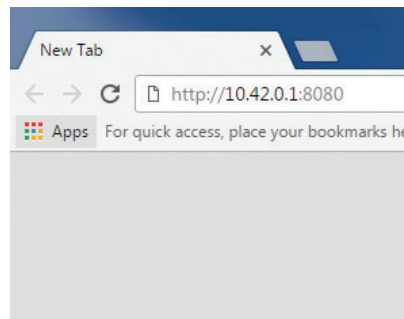 New Tab
http://10.42.0.1:8080
Apps For quick access, place your bookmarks he